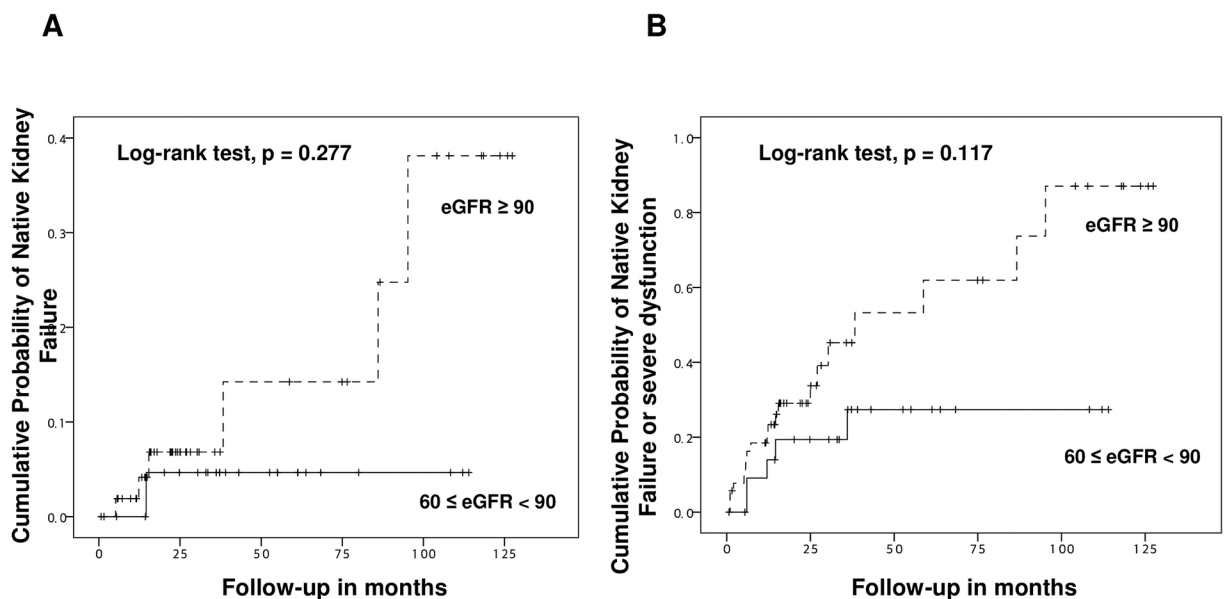 A
Cumulative Probability of Native Kidney
Failure
0.4
0.3
0.2
0.1
0.0
Log-rank test, p = 0.277
eGFR ≥ 90
60 ≤ eGFR < 90
0 25 50 75 100 125
Follow-up in months
B
Cumulative Probability of Native Kidney
Failure or severe dysfunction
1.0
0.8
0.6
0.4
0.2
0.0
Log-rank test, p = 0.117
eGFR ≥ 90
60 ≤ eGFR < 90
0 25 50 75 100 125
Follow-up in months